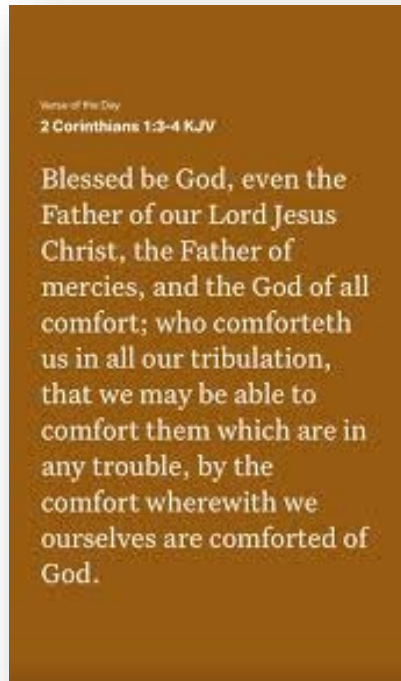 Verse of the Day
2 Corinthians 1:3-4 KJV
Blessed be God, even the
Father of our Lord Jesus
Christ, the Father of
mercies, and the God of all
comfort; who comforteth
us in all our tribulation,
that we may be able to
comfort them which are in
any trouble, by the
comfort wherewith we
ourselves are comforted of
God.